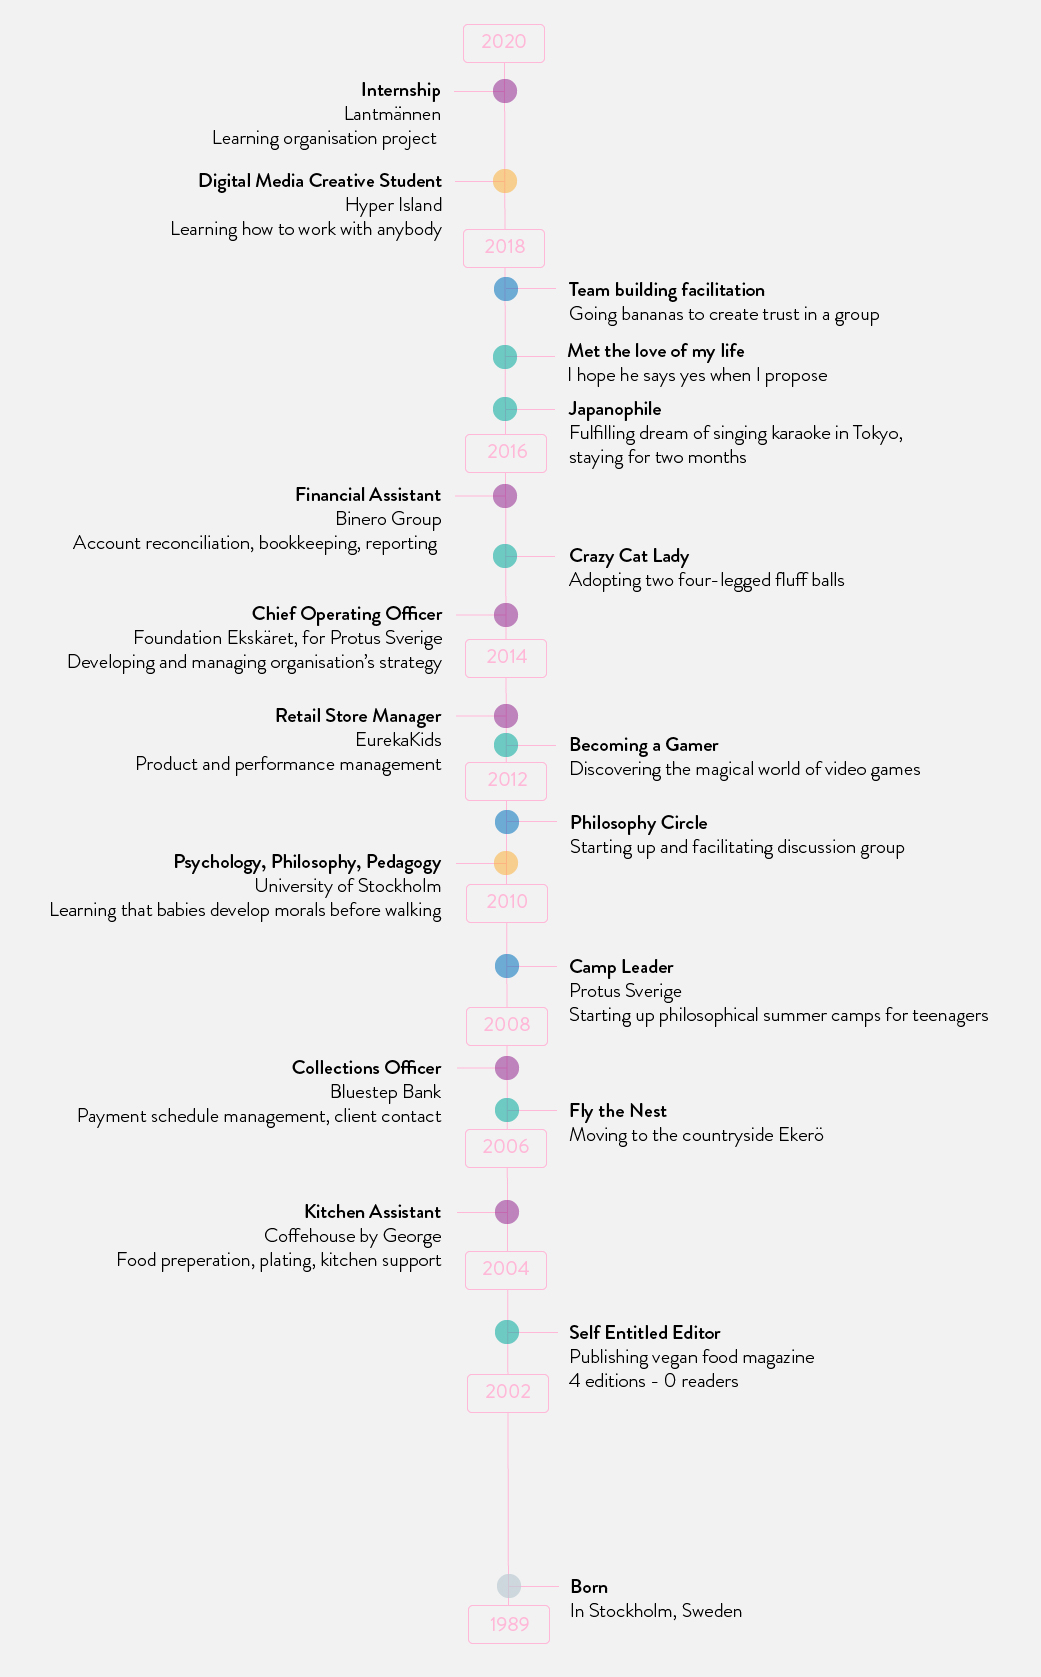 2020
Internship
Lantmännen
Learning organisation project
Digital Media Creative Student
Hyper Island
Learning how to work with anybody
2018
Team building facilitation
Going bananas to create trust in a group
Met the love of my life
I hope he says yes when I propose
Japanophile
Fulfilling dream of singing karaoke in Tokyo,
staying for two months
2016
Financial Assistant
Binero Group
Account reconciliation, bookkeeping, reporting
Crazy Cat Lady
Adopting two four-legged fluff balls
Chief Operating Officer
Foundation Ekskäret, for Protus Sverige
Developing and managing organisation's strategy
2014
Retail Store Manager
EurekaKids
Product and performance management
Becoming a Gamer
Discovering the magical world of video games
2012
Philosophy Circle
Starting up and facilitating discussion group
Psychology, Philosophy, Pedagogy
University of Stockholm
Learning that babies develop morals before walking
2010
Camp Leader
Protus Sverige
Starting up philosophical summer camps for teenagers
2008
Collections Officer
Bluestep Bank
Payment schedule management, client contact
Fly the Nest
Moving to the countryside Ekerö
2006
Kitchen Assistant
Coffehouse by George
Food preperation, plating, kitchen support
2004
Self Entitled Editor
Publishing vegan food magazine
4 editions - 0 readers
2002
Born
In Stockholm, Sweden
1989